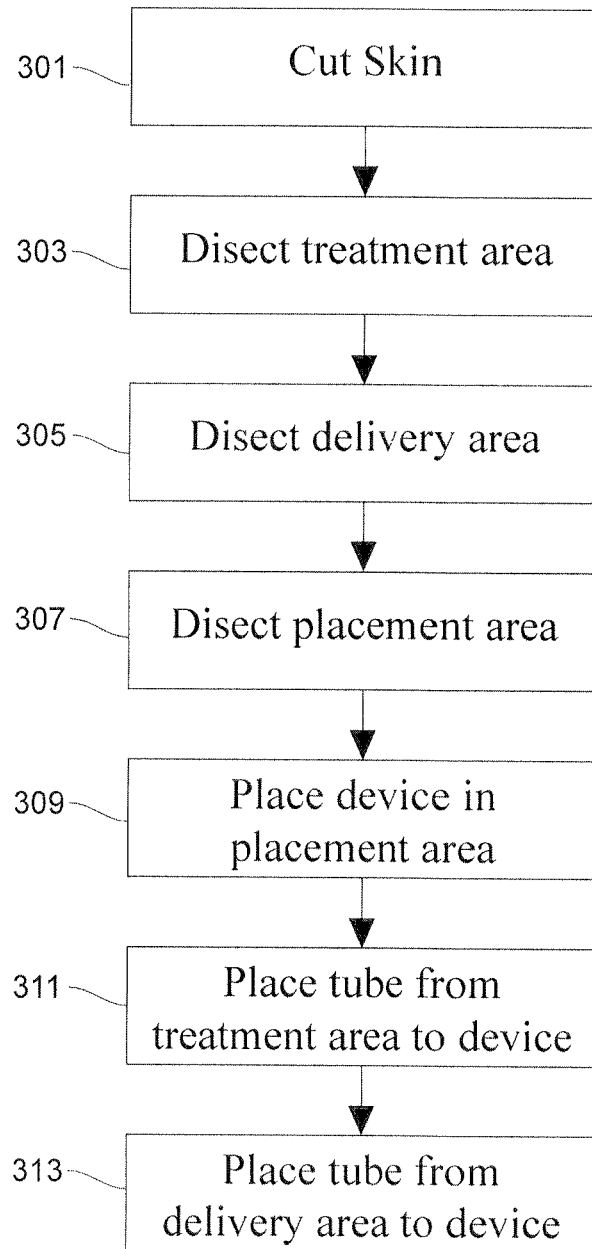 301
Cut Skin
303
Disect treatment area
305
Disect delivery area
307
Disect placement area
309
Place device in
placement area
311
Place tube from
treatment area to device
313
Place tube from
delivery area to device